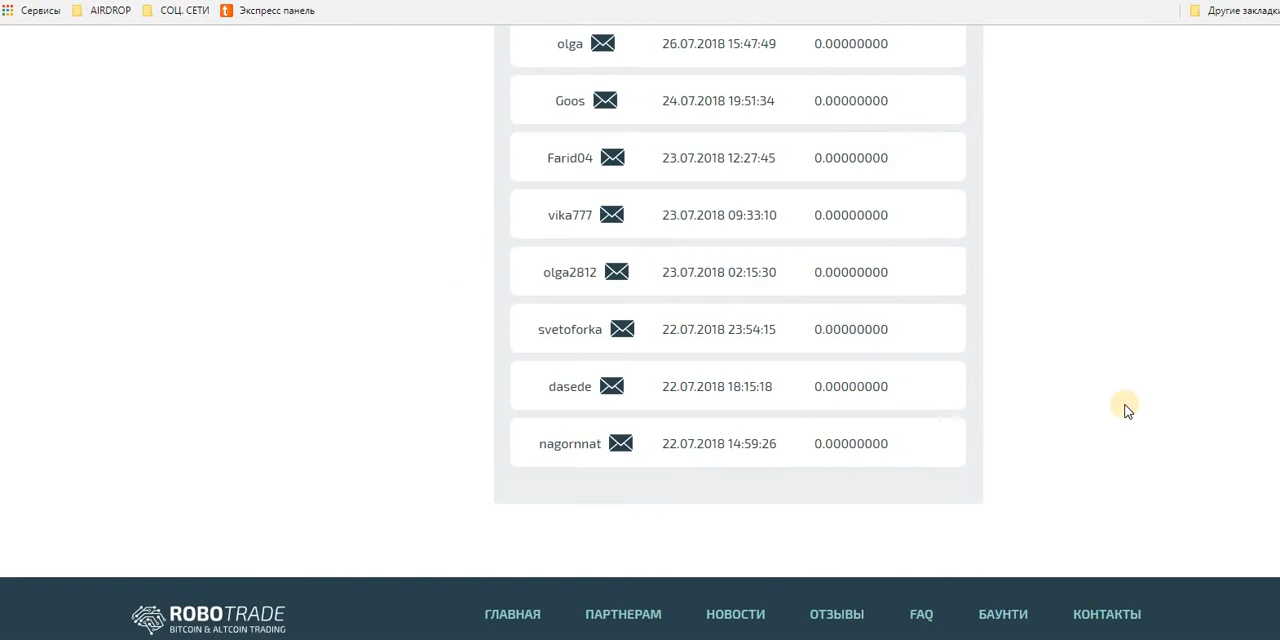 Сервисы AIRDROP СОЦ. СЕТИ Экспресс панель Другие закладки
olga 26.07.2018 15:47:49 0.00000000
Goos 24.07.2018 19:51:34 0.00000000
Farid04 23.07.2018 12:27:45 0.00000000
vika777 23.07.2018 09:33:10 0.00000000
olga2812 23.07.2018 02:15:30 0.00000000
svetoforka 22.07.2018 23:54:15 0.00000000
dasede 22.07.2018 18:15:18 0.00000000
nagornnat 22.07.2018 14:59:26 0.00000000
ROBOTRADE ГЛАВНАЯ ПАРТНЕРАМ НОВОСТИ ОТЗЫВЫ FAQ БАУНТИ КОНТАКТЫ
BITCOIN & ALTCOIN TRADING